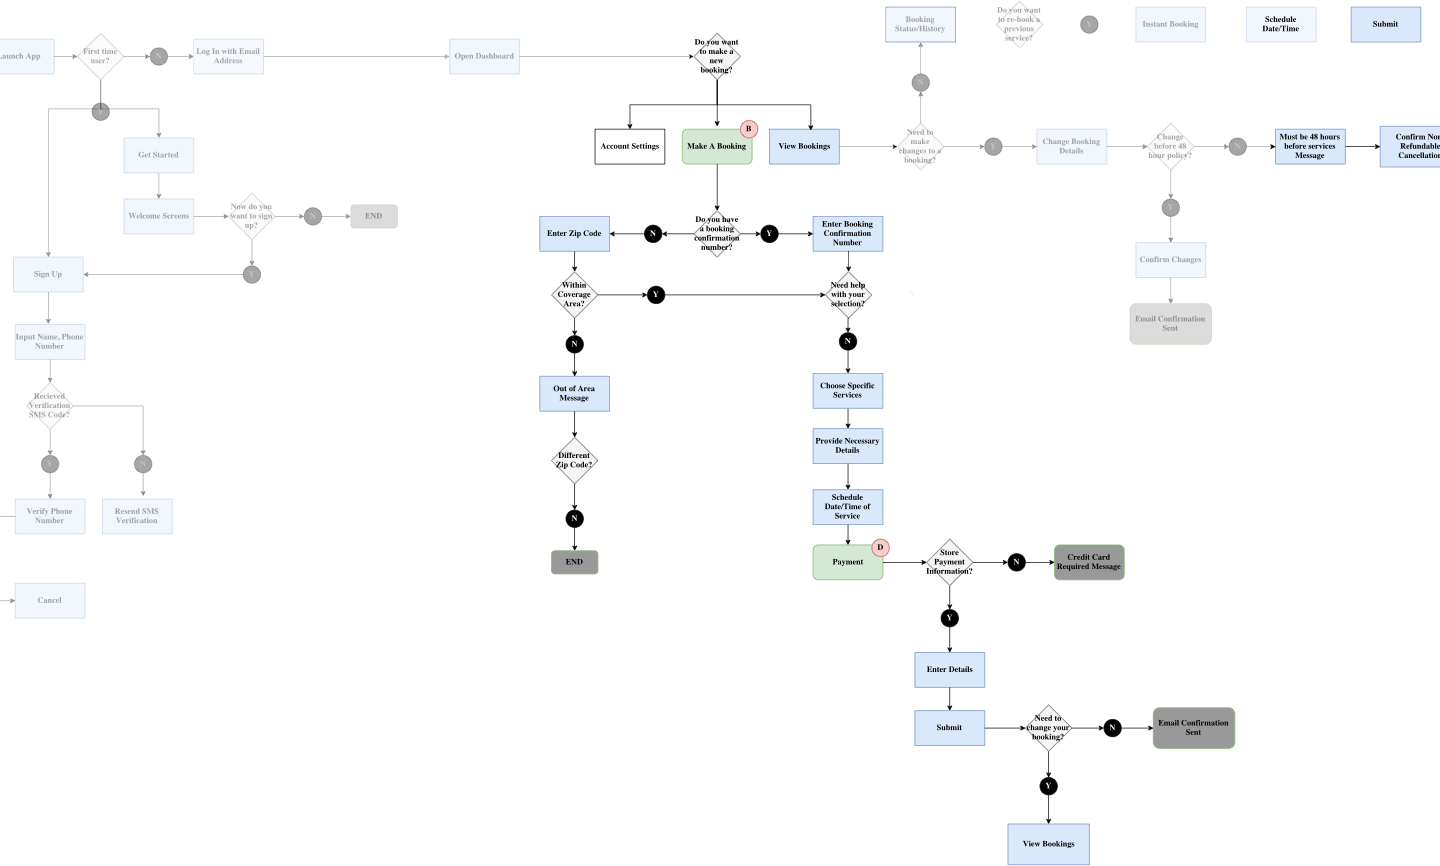 Booking
Status/History
Do you want
to re-book a
previous
service?
Y
Instant Booking
Schedule
Date/Time
Submit
Launch App
First time
user?
N
Log In with Email
Address
Open Dashboard
Do you want
to make a
new
booking?
N
Y
Get Started
Account Settings
Make A Booking
B
View Bookings
Need to
make
changes to a
booking?
Y
Change Booking
Details
Change
before 48
hour policy?
N
Must be 48 hours
before services
Message
Confirm Non
Refundable
Cancellation
Welcome Screens
Now do you
want to sign
up?
N
END
Y
Enter Zip Code
N
Do you have
a booking
confirmation
number?
Y
Enter Booking
Confirmation
Number
Y
Confirm Changes
Sign Up
Y
Within
Coverage
Area?
Y
Need help
with your
selection?
Email Confirmation
Sent
Input Name, Phone
Number
N
N
Recieved
Verification
SMS Code?
Out of Area
Message
Choose Specific
Services
Provide Necessary
Details
Y
N
Different
Zip Code?
Verify Phone
Number
Resend SMS
Verification
N
Schedule
Date/Time of
Service
END
Payment
D
Store
Payment
Information?
N
Credit Card
Required Message
Cancel
Y
Enter Details
Submit
Need to
change your
booking?
N
Email Confirmation
Sent
Y
View Bookings